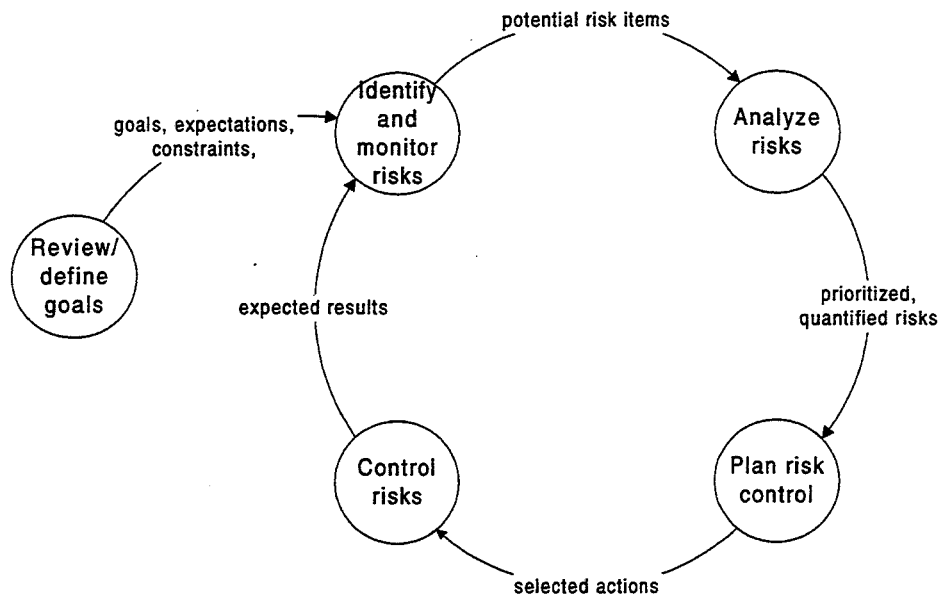 potential risk items
Identify
and
monitor
risks
Analyze
risks
goals, expectations,
constraints,
Review/
define
goals
expected results
prioritized,
quantified risks
Control
risks
Plan risk
control
selected actions